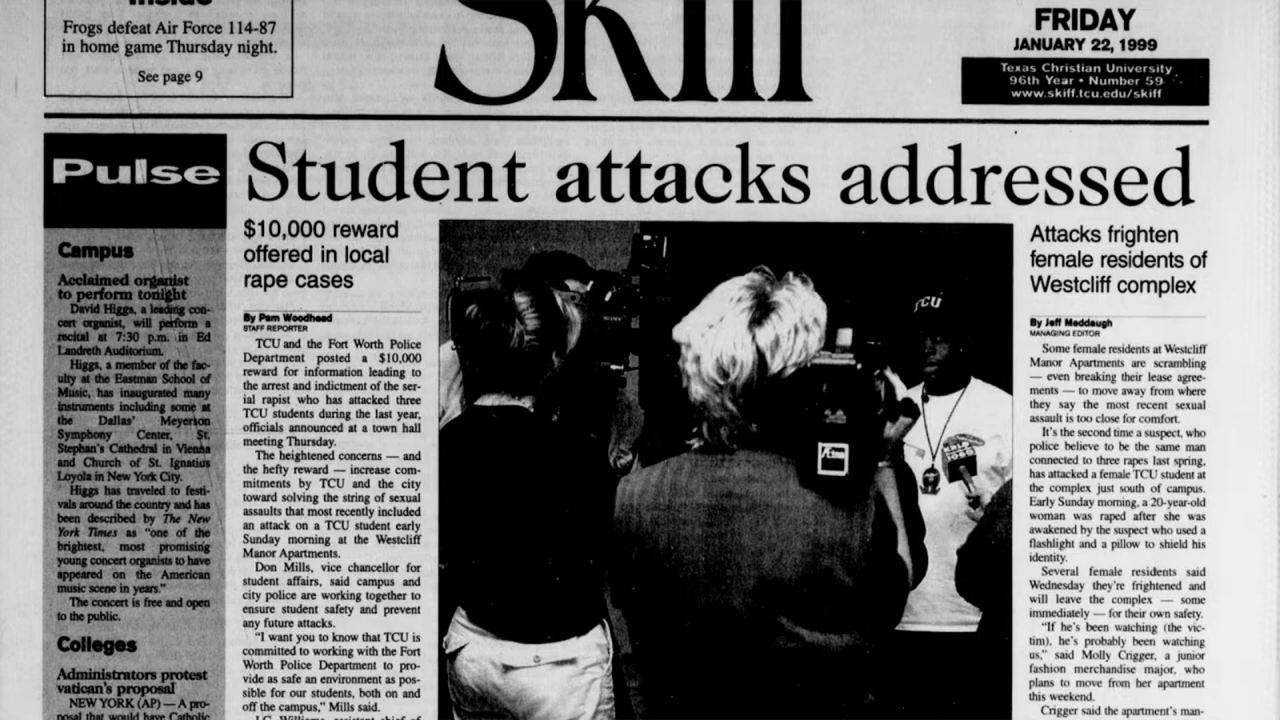 Inside
Frogs defeat Air Force 114-87
in home game Thursday night.
See page 9
Skiff
FRIDAY
JANUARY 22, 1999
Texas Christian University
96th Year • Number 59
www.skiff.tcu.edu/skiff
Pulse
Campus
Acclaimed organist
to perform tonight
David Higgs, a leading con-
cert organist, will perform a
recital at 7:30 p.m. in Ed
Landreth Auditorium.
Higgs, a member of the fac-
ulty at the Eastman School of
Music, has inaugurated many
instruments including some at
the Dallas' Meyerson
Symphony Center, St.
Stephan's Cathedral in Vienna
and Church of St. Ignatius
Loyola in New York City.
Higgs has traveled to festi-
vals around the country and has
been described by The New
York Times as “one of the
brightest, most promising
young concert organists to have
appeared on the American
music scene in years.”
The concert is free and open
to the public.
Colleges
Administrators protest
vatican's proposal
NEW YORK (AP) — A pro-
posal that would have Catholic
Student attacks addressed
$10,000 reward
offered in local
rape cases
By Pam Woodhead
STAFF REPORTER
TCU and the Fort Worth Police
Department posted a $10,000
reward for information leading to
the arrest and indictment of the ser-
ial rapist who has attacked three
TCU students during the last year,
officials announced at a town hall
meeting Thursday.
The heightened concerns — and
the hefty reward — increase com-
mitments by TCU and the city
toward solving the string of sexual
assaults that most recently included
an attack on a TCU student early
Sunday morning at the Westcliff
Manor Apartments.
Don Mills, vice chancellor for
student affairs, said campus and
city police are working together to
ensure student safety and prevent
any future attacks.
“I want you to know that TCU is
committed to working with the Fort
Worth Police Department to pro-
vide as safe an environment as pos-
sible for our students, both on and
off the campus,” Mills said.
J.C. Williams, assistant chief of
TCU
Attacks frighten
female residents of
Westcliff complex
By Jeff Meddaugh
MANAGING EDITOR
Some female residents at Westcliff
Manor Apartments are scrambling
— even breaking their lease agree-
ments — to move away from where
they say the most recent sexual
assault is too close for comfort.
It's the second time a suspect, who
police believe to be the same man
connected to three rapes last spring,
has attacked a female TCU student at
the complex just south of campus.
Early Sunday morning, a 20-year-old
woman was raped after she was
awakened by the suspect who used a
flashlight and a pillow to shield his
identity.
Several female residents said
Wednesday they're frightened and
will leave the complex — some
immediately — for their own safety.
“If he's been watching (the vic-
tim), he's probably been watching
us,” said Molly Crigger, a junior
fashion merchandise major, who
plans to move from her apartment
this weekend.
Crigger said the apartment's man-